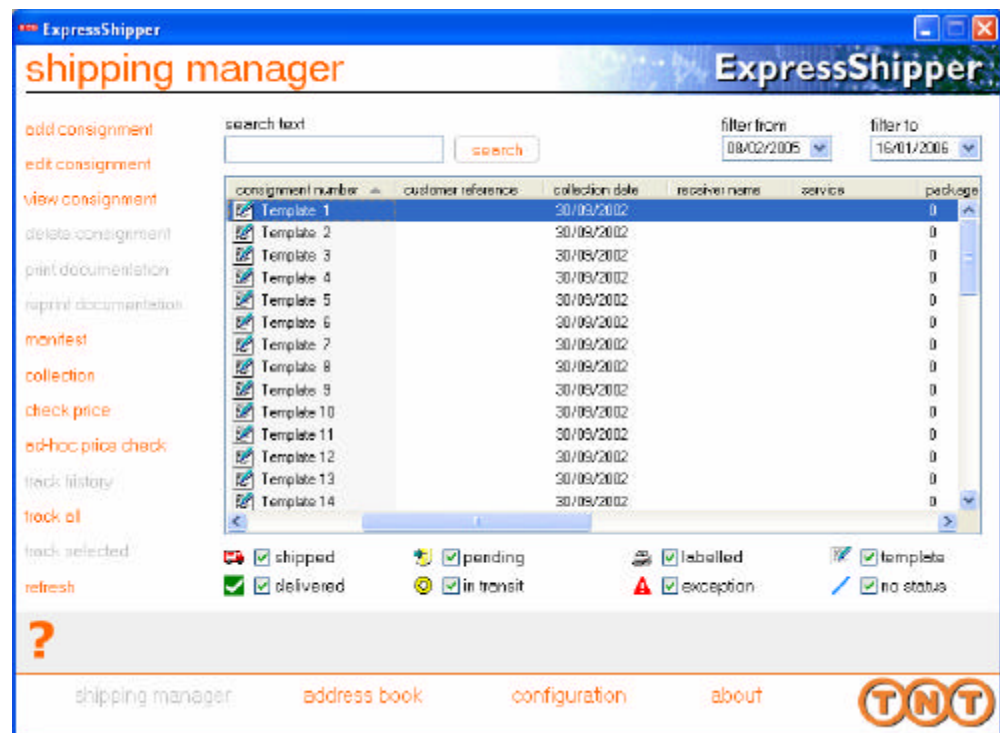 ExpressShipper
shipping manager
ExpressShipper
add consignment
edit consignment
view consignment
delete consignment
print documentation
reprint documentation
manifest
collection
check price
ad-hoc price check
track history
track all
track selected
refresh
search text
search
filter from
08/02/2005
filter to
16/01/2006
consignment number customer reference collection date receiver name service package
Template 1 30/09/2002 0
Template 2 30/09/2002 0
Template 3 30/09/2002 0
Template 4 30/09/2002 0
Template 5 30/09/2002 0
Template 6 30/09/2002 0
Template 7 30/09/2002 0
Template 8 30/09/2002 0
Template 9 30/09/2002 0
Template 10 30/09/2002 0
Template 11 30/09/2002 0
Template 12 30/09/2002 0
Template 13 30/09/2002 0
Template 14 30/09/2002 0
shipped pending labelled template
delivered in transit exception no status
?
shipping manager address book configuration about
TNT